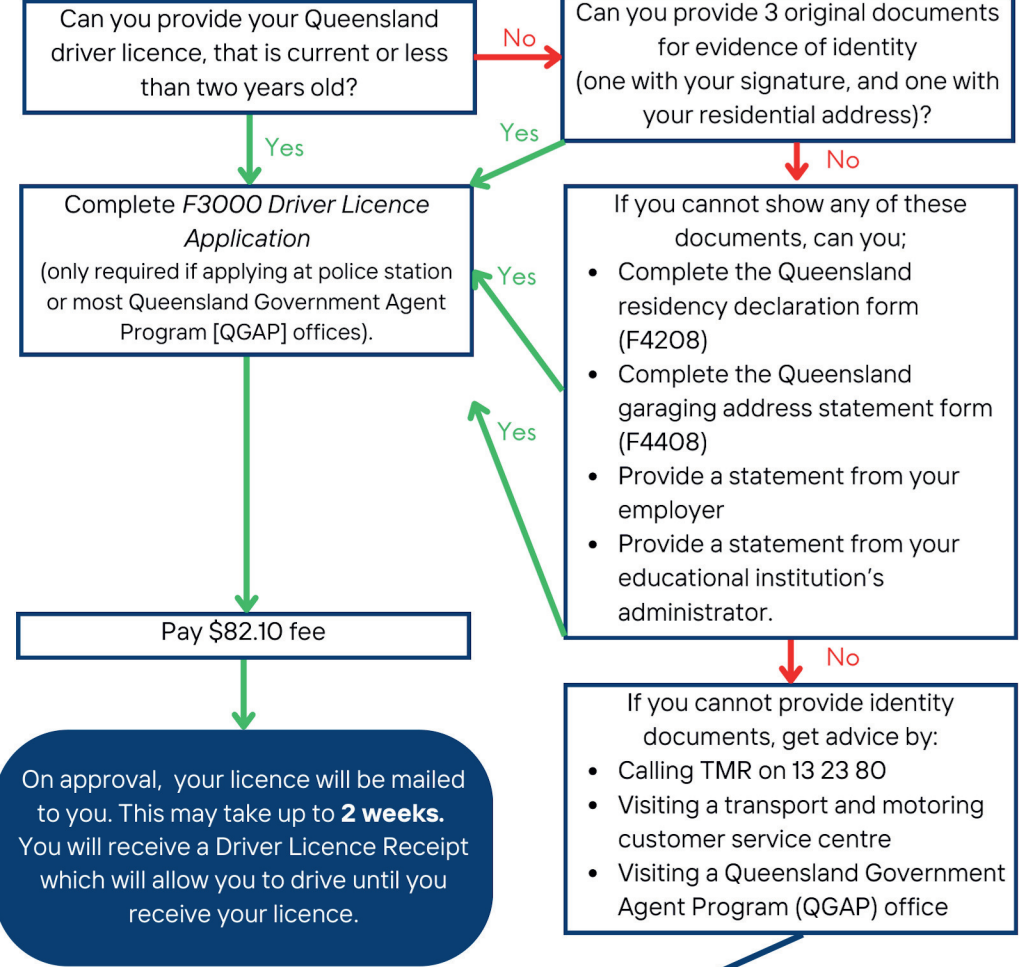 Can you provide your Queensland
driver licence, that is current or less
than two years old?
No
Can you provide 3 original documents
for evidence of identity
(one with your signature, and one with
your residential address)?
Yes
Yes
No
Complete F3000 Driver Licence
Application
(only required if applying at police station
or most Queensland Government Agent
Program [QGAP] offices).
Yes
If you cannot show any of these
documents, can you;
• Complete the Queensland
residency declaration form
(F4208)
• Complete the Queensland
garaging address statement form
(F4408)
• Provide a statement from your
employer
• Provide a statement from your
educational institution's
administrator.
Yes
Pay $82.10 fee
No
On approval, your licence will be mailed
to you. This may take up to 2 weeks.
You will receive a Driver Licence Receipt
which will allow you to drive until you
receive your licence.
If you cannot provide identity
documents, get advice by:
• Calling TMR on 13 23 80
• Visiting a transport and motoring
customer service centre
• Visiting a Queensland Government
Agent Program (QGAP) office